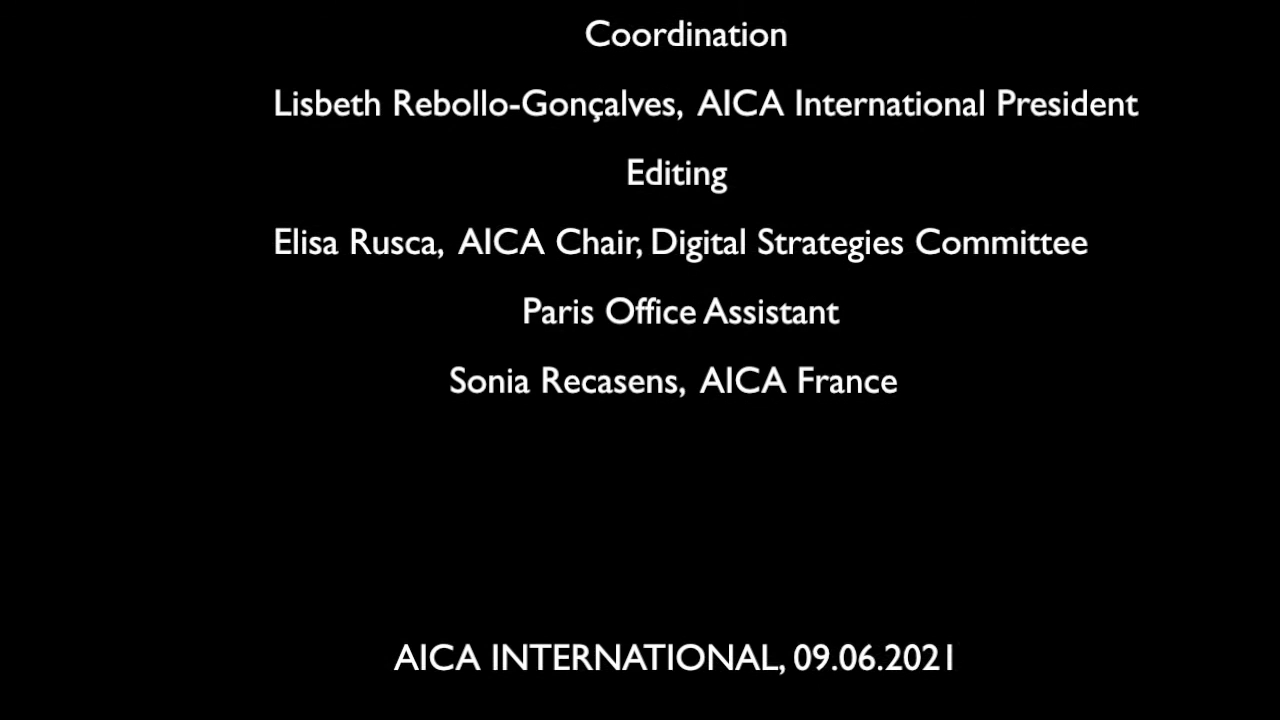 Coordination
Lisbeth Rebollo-Gonçalves, AICA International President
Editing
Elisa Rusca, AICA Chair, Digital Strategies Committee
Paris Office Assistant
Sonia Recasens, AICA France
AICA INTERNATIONAL, 09.06.2021